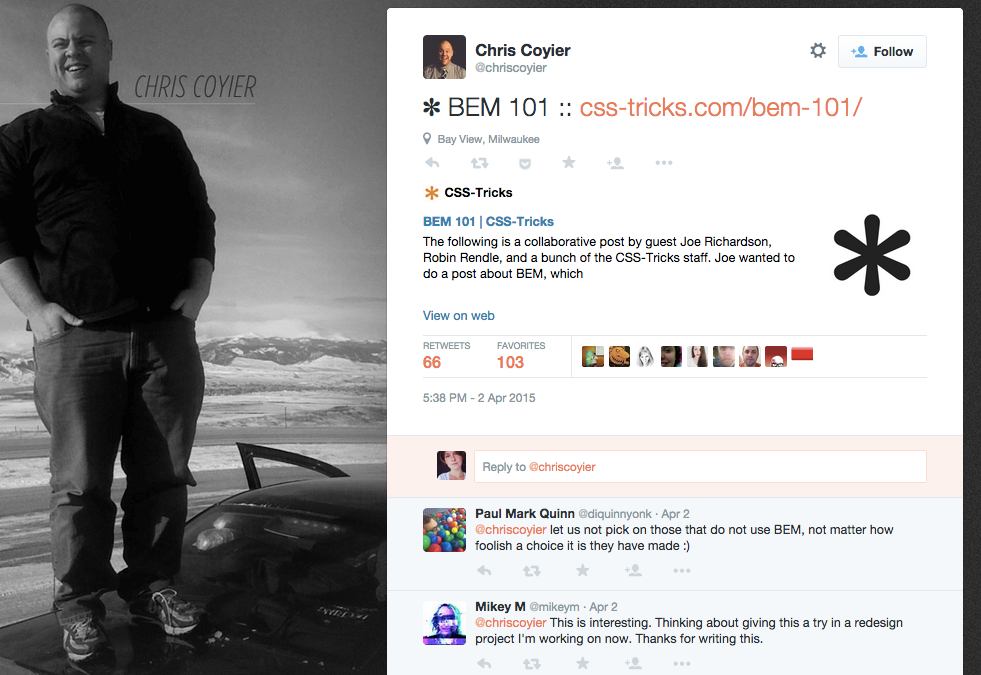 CHRIS COYIER
Chris Coyier
@chriscoyier
Follow
✻ BEM 101 :: css-tricks.com/bem-101/
Bay View, Milwaukee
CSS-Tricks
BEM 101 | CSS-Tricks
The following is a collaborative post by guest Joe Richardson,
Robin Rendle, and a bunch of the CSS-Tricks staff. Joe wanted to
do a post about BEM, which
View on web
RETWEETS FAVORITES
66 103
5:38 PM - 2 Apr 2015
Reply to @chriscoyier
Paul Mark Quinn @diquinnyonk · Apr 2
@chriscoyier let us not pick on those that do not use BEM, not matter how
foolish a choice it is they have made :)
Mikey M @mikeym · Apr 2
@chriscoyier This is interesting. Thinking about giving this a try in a redesign
project I'm working on now. Thanks for writing this.